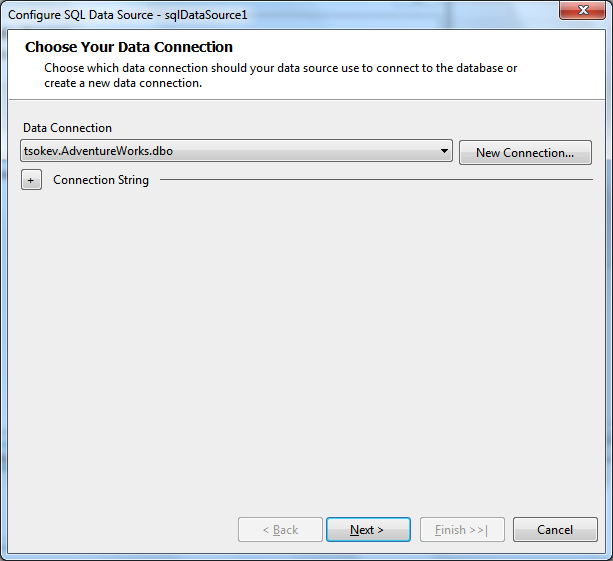 Configure SQL Data Source - sqlDataSource1
Choose Your Data Connection
Choose which data connection should your data source use to connect to the database or
create a new data connection.
Data Connection
tsokev.AdventureWorks.dbo
New Connection...
+ Connection String
< Back
Next >
Finish >>|
Cancel